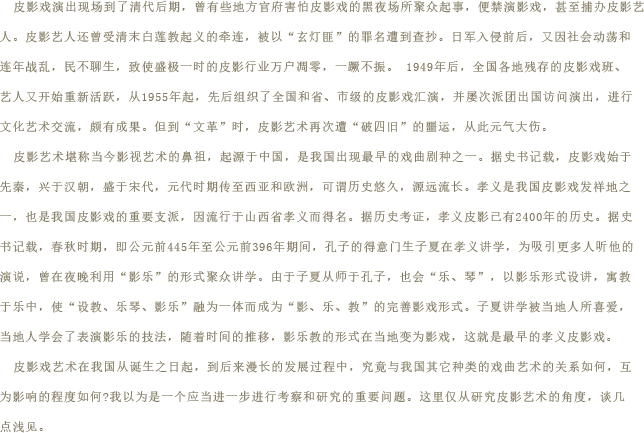 皮影戏演出现场到了清代后期，曾有些地方官府害怕皮影戏的黑夜场所聚众起事，便禁演影戏，甚至捕办皮影艺
人。皮影艺人还曾受清末白莲教起义的牵连，被以“玄灯匪”的罪名遭到查抄。日军入侵前后，又因社会动荡和
连年战乱，民不聊生，致使盛极一时的皮影行业万户凋零，一蹶不振。 1949年后，全国各地残存的皮影戏班、
艺人又开始重新活跃，从1955年起，先后组织了全国和省、市级的皮影戏汇演，并屡次派团出国访问演出，进行
文化艺术交流，颇有成果。但到“文革”时，皮影艺术再次遭“破四旧”的噩运，从此元气大伤。
皮影艺术堪称当今影视艺术的鼻祖，起源于中国，是我国出现最早的戏曲剧种之一。据史书记载，皮影戏始于
先秦，兴于汉朝，盛于宋代，元代时期传至西亚和欧洲，可谓历史悠久，源远流长。孝义是我国皮影戏发祥地之
一，也是我国皮影戏的重要支派，因流行于山西省孝义而得名。据历史考证，孝义皮影已有2400年的历史。据史
书记载，春秋时期，即公元前445年至公元前396年期间，孔子的得意门生子夏在孝义讲学，为吸引更多人听他的
演说，曾在夜晚利用“影乐”的形式聚众讲学。由于子夏从师于孔子，也会“乐、琴”，以影乐形式设讲，寓教
于乐中，使“设教、乐琴、影乐”融为一体而成为“影、乐、教”的完善影戏形式。子夏讲学被当地人所喜爱，
当地人学会了表演影乐的技法，随着时间的推移，影乐教的形式在当地变为影戏，这就是最早的孝义皮影戏。
皮影戏艺术在我国从诞生之日起，到后来漫长的发展过程中，究竟与我国其它种类的戏曲艺术的关系如何，互
为影响的程度如何?我以为是一个应当进一步进行考察和研究的重要问题。这里仅从研究皮影艺术的角度，谈几
点浅见。